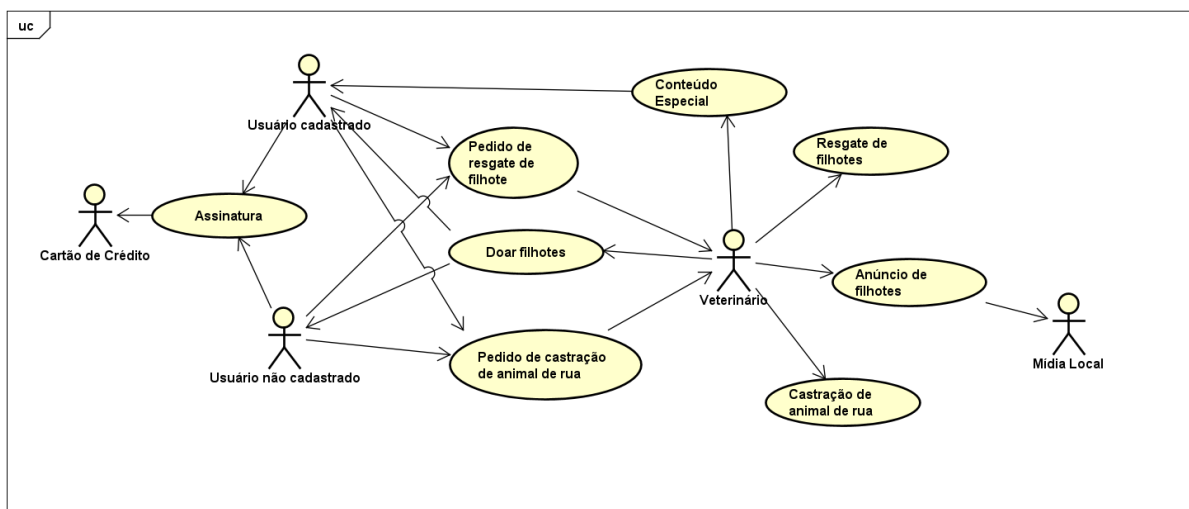 uc
Usuário cadastrado
Conteúdo
Especial
Pedido de
resgate de
filhote
Resgate de
filhotes
Assinatura
Cartão de Crédito
Doar filhotes
Veterinário
Anúncio de
filhotes
Mídia Local
Usuário não cadastrado
Pedido de castração
de animal de rua
Castração de
animal de rua